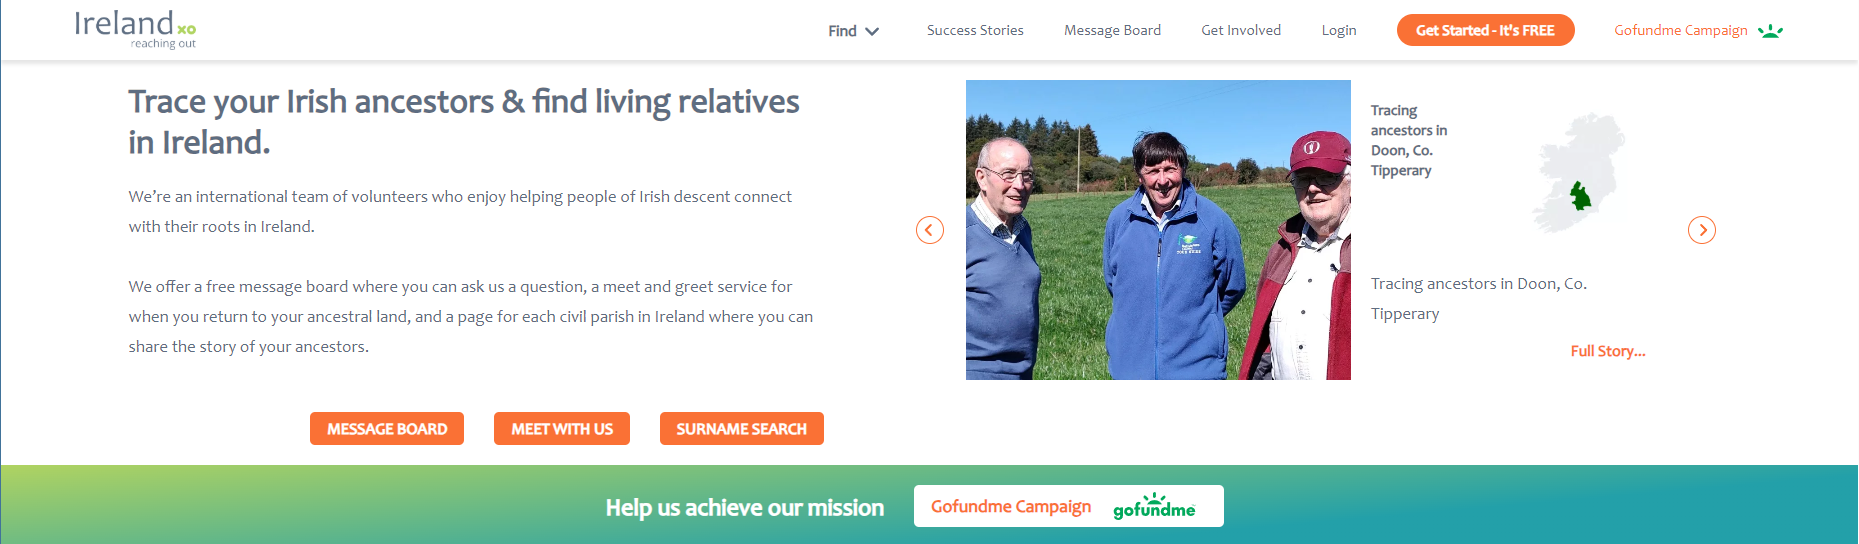 Ireland xo
reaching out
Find
Success Stories
Message Board
Get Involved
Login
Get Started - It's FREE
Gofundme Campaign
Trace your Irish ancestors & find living relatives
in Ireland.
We're an international team of volunteers who enjoy helping people of Irish descent connect
with their roots in Ireland.
We offer a free message board where you can ask us a question, a meet and greet service for
when you return to your ancestral land, and a page for each civil parish in Ireland where you can
share the story of your ancestors.
MESSAGE BOARD
MEET WITH US
SURNAME SEARCH
Tracing
ancestors in
Doon, Co.
Tipperary
Tracing ancestors in Doon, Co.
Tipperary
Full Story...
Help us achieve our mission
Gofundme Campaign
gofundme